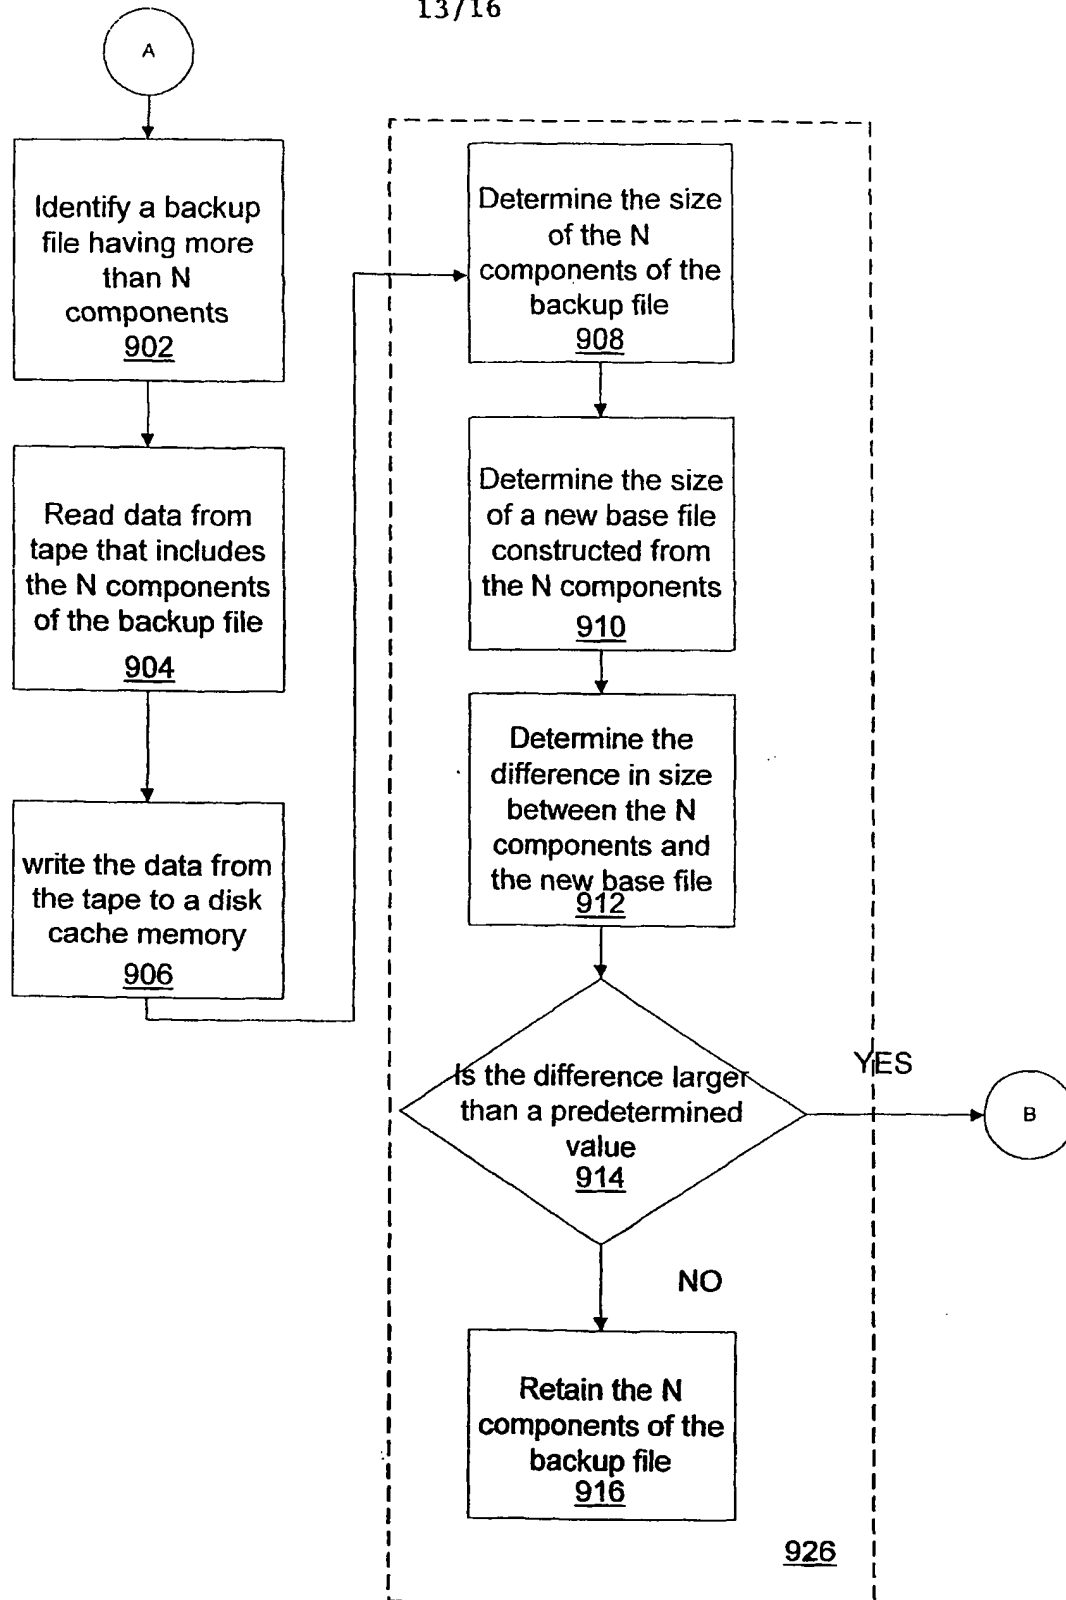 13/16
A
Identify a backup
file having more
than N
components
902
Read data from
tape that includes
the N components
of the backup file
904
write the data from
the tape to a disk
cache memory
906
Determine the size
of the N
components of the
backup file
908
Determine the size
of a new base file
constructed from
the N components
910
Determine the
difference in size
between the N
components and
the new base file
912
Is the difference larger
than a predetermined
value
914
YES
B
NO
Retain the N
components of the
backup file
916
926